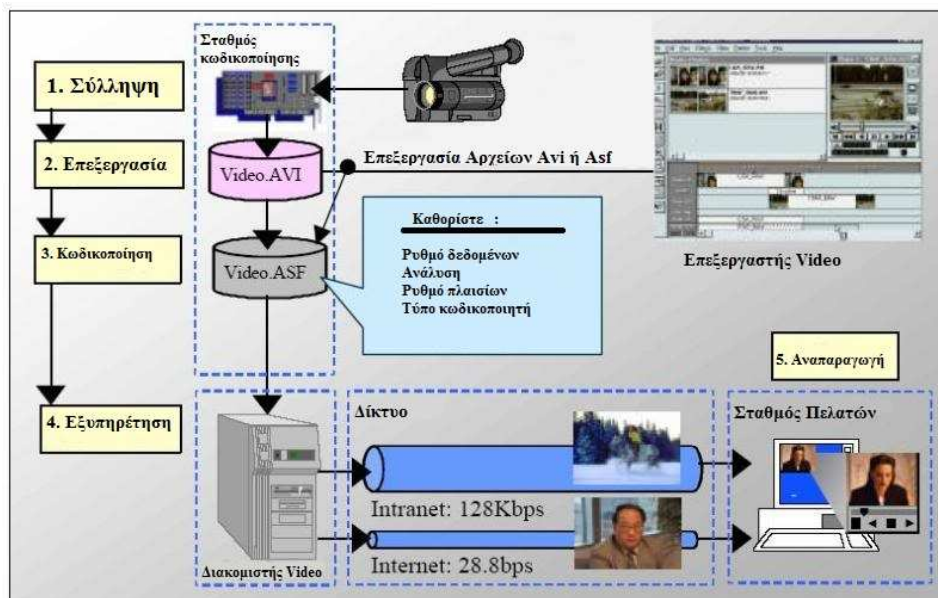 Σταθμός
κωδικοποίησης
1. Σύλληψη
2. Επεξεργασία
Video.AVI
Επεξεργασία Αρχείων Avi ή Asf
Επεξεργαστής Video
3. Κωδικοποίηση
Video.ASF
Καθορίστε :
Ρυθμό δεδομένων
Ανάλυση
Ρυθμό πλαισίων
Τύπο κωδικοποιητή
5. Αναπαραγωγή
4. Εξυπηρέτηση
Διακομιστής Video
Δίκτυο
Intranet: 128Kbps
Internet: 28.8bps
Σταθμός Πελατών